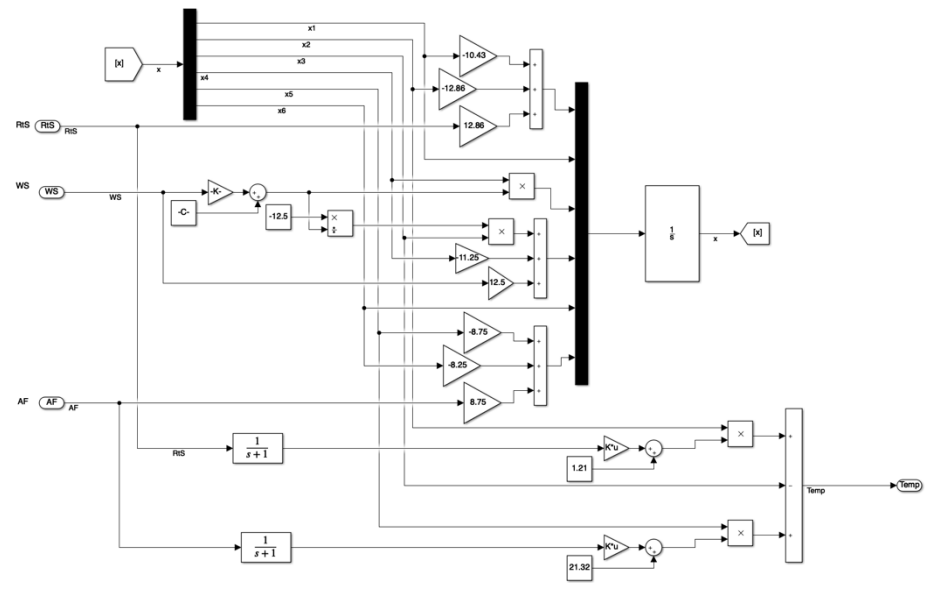 x1
x2
x3
x4
x5
x6
[x]
x
-10.43
+
-12.86
+
12.86
+
RtS
RtS
RtS
WS
WS
WS
-K-
+
+
-C-
-12.5
×
÷
×
×
+
-11.25
+
12.5
+
1
s
x
[x]
-8.75
+
-8.25
+
8.75
+
AF
AF
AF
RtS
1
s + 1
K*u
+
+
1.21
×
+
−
Temp
Temp
1
s + 1
K*u
+
+
21.32
×
+